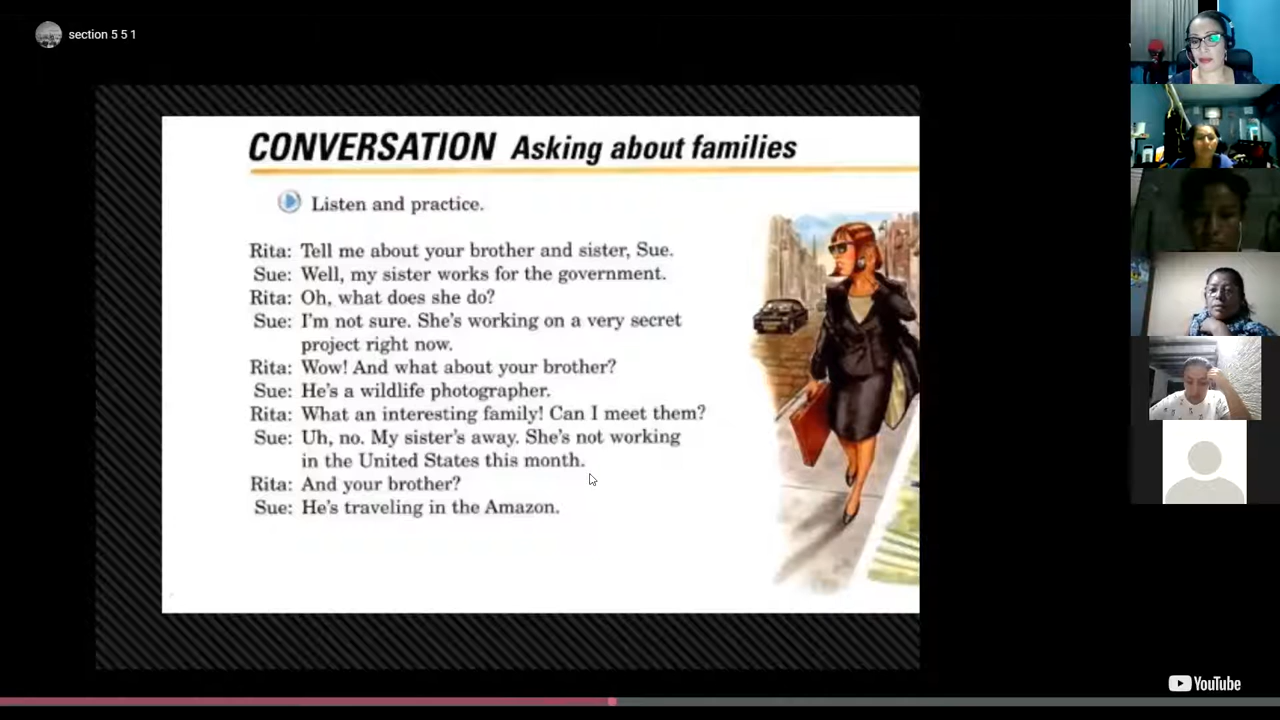 section 5 5 1
CONVERSATION Asking about families
Listen and practice.
Rita: Tell me about your brother and sister, Sue.
Sue: Well, my sister works for the government.
Rita: Oh, what does she do?
Sue: I'm not sure. She's working on a very secret
project right now.
Rita: Wow! And what about your brother?
Sue: He's a wildlife photographer.
Rita: What an interesting family! Can I meet them?
Sue: Uh, no. My sister's away. She's not working
in the United States this month.
Rita: And your brother?
Sue: He's traveling in the Amazon.
YouTube